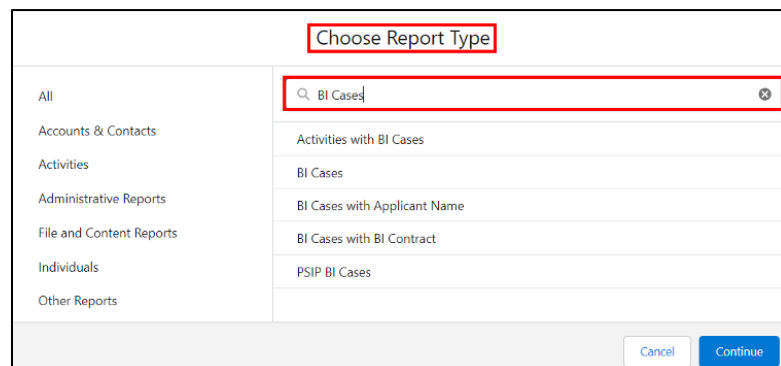 Choose Report Type
All
Accounts & Contacts
Activities
Administrative Reports
File and Content Reports
Individuals
Other Reports
BI Cases
Activities with BI Cases
BI Cases
BI Cases with Applicant Name
BI Cases with BI Contract
PSIP BI Cases
Cancel
Continue